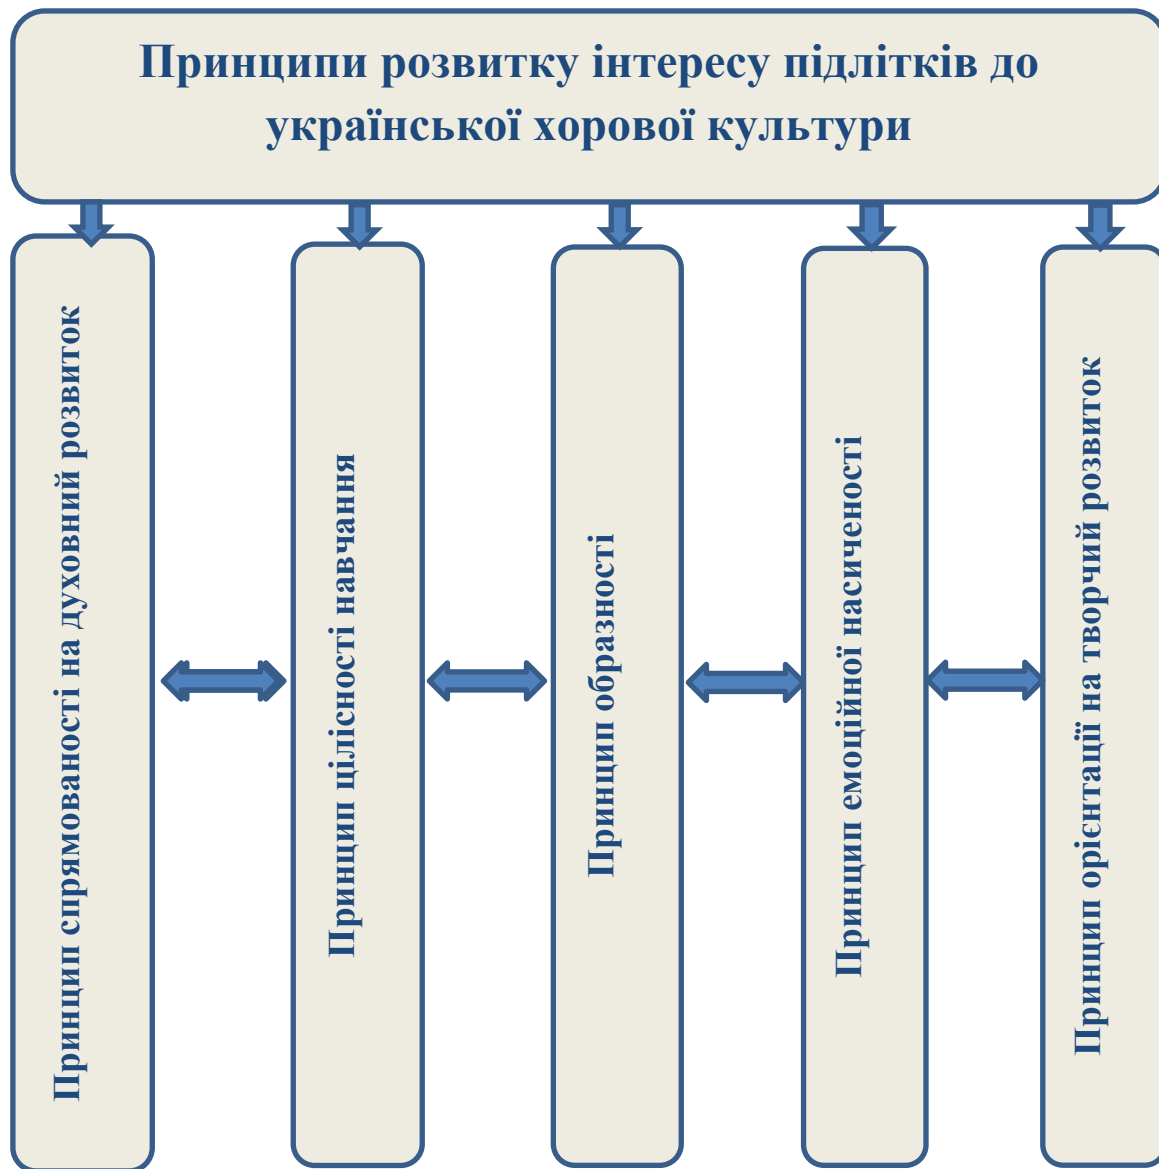 Принципи розвитку інтересу підлітків до
української хорової культури
Принцип спрямованості на духовний розвиток
Принцип цілісності навчання
Принцип образності
Принцип емоційної насиченості
Принцип орієнтації на творчий розвиток